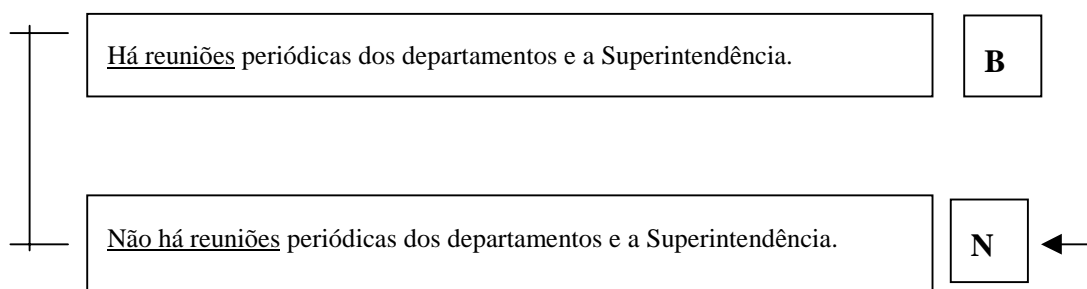 Há reuniões periódicas dos departamentos e a Superintendência.
B
Não há reuniões periódicas dos departamentos e a Superintendência.
N